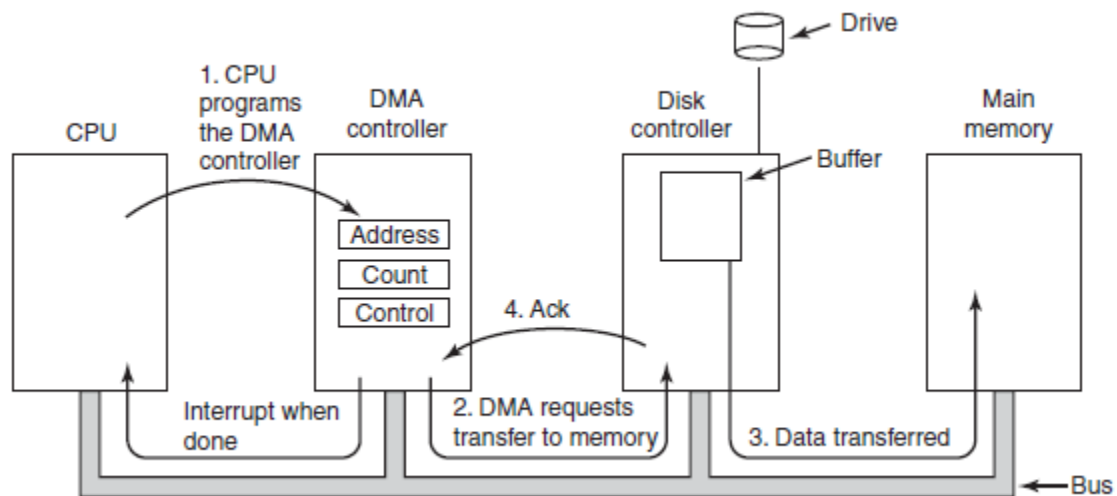 Drive
1. CPU
programs
the DMA
controller
DMA
controller
Disk
controller
Main
memory
CPU
Buffer
Address
Count
Control
4. Ack
Interrupt when
done
2. DMA requests
transfer to memory
3. Data transferred
Bus